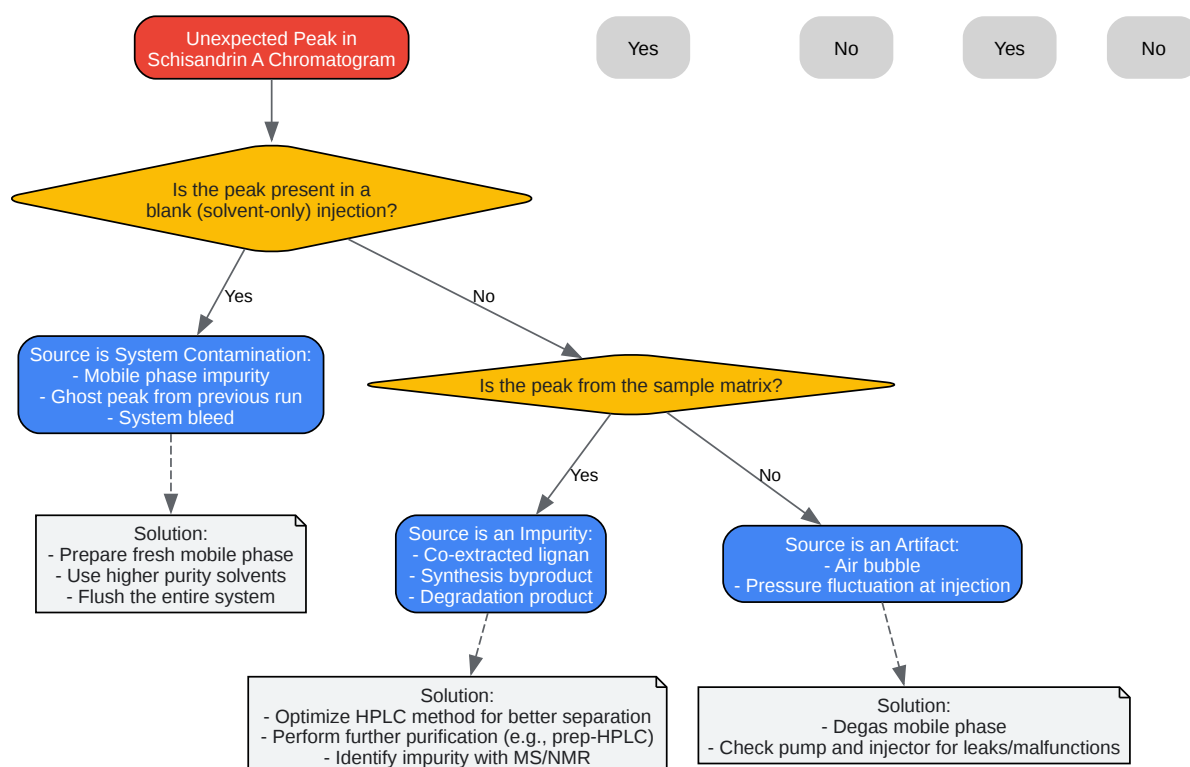 Unexpected Peak in
Schisandrin A Chromatogram
Yes
No
Yes
No
Is the peak present in a
blank (solvent-only) injection?
Yes
No
Source is System Contamination:
- Mobile phase impurity
- Ghost peak from previous run
- System bleed
Is the peak from the sample matrix?
Yes
No
Solution:
- Prepare fresh mobile phase
- Use higher purity solvents
- Flush the entire system
Source is an Impurity:
- Co-extracted lignan
- Synthesis byproduct
- Degradation product
Source is an Artifact:
- Air bubble
- Pressure fluctuation at injection
Solution:
- Optimize HPLC method for better separation
- Perform further purification (e.g., prep-HPLC)
- Identify impurity with MS/NMR
Solution:
- Degas mobile phase
- Check pump and injector for leaks/malfunctions